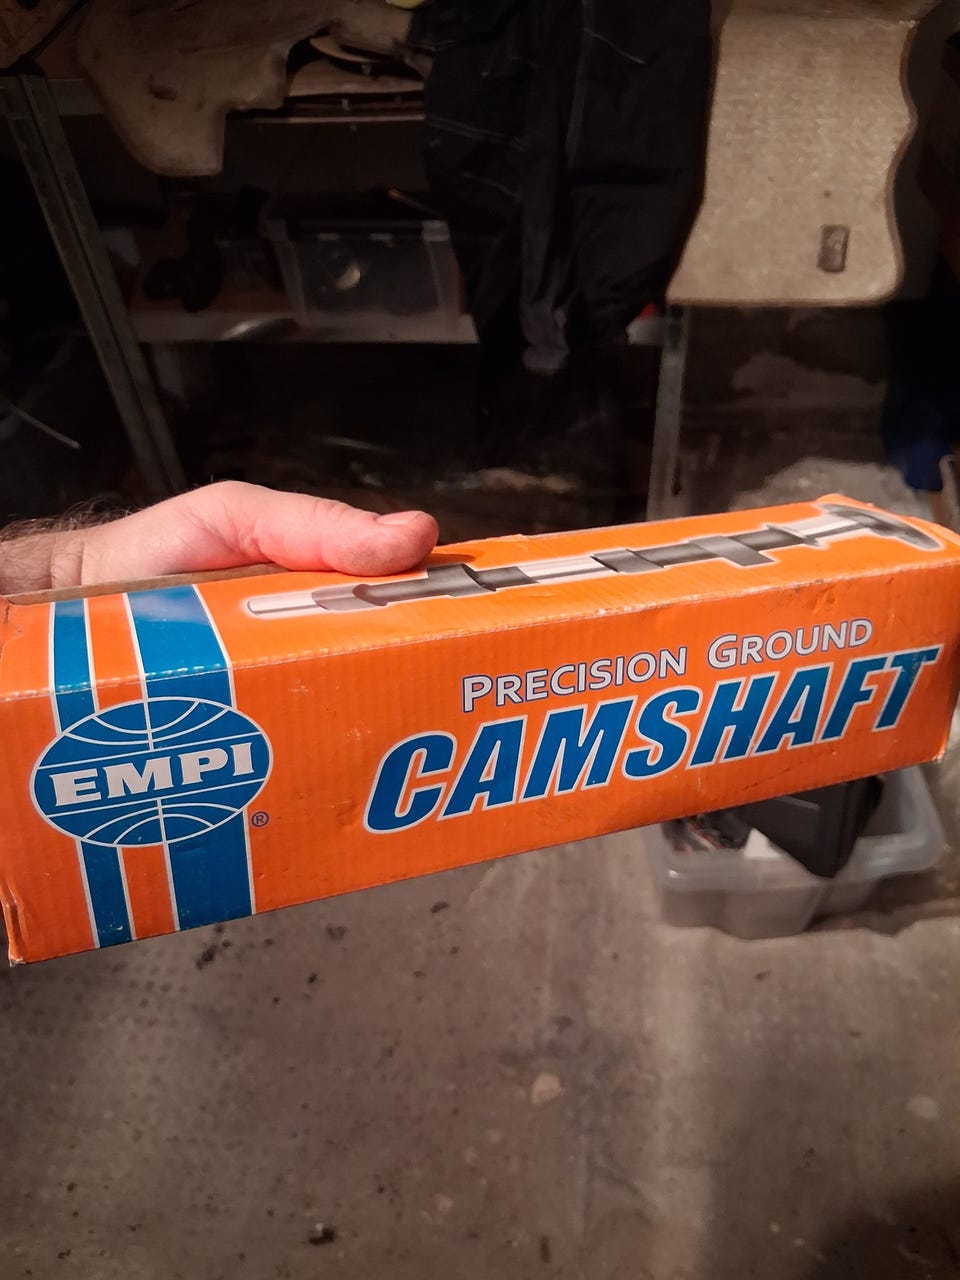 PRECISION GROUND
CAMSHAFT
EMPI
®